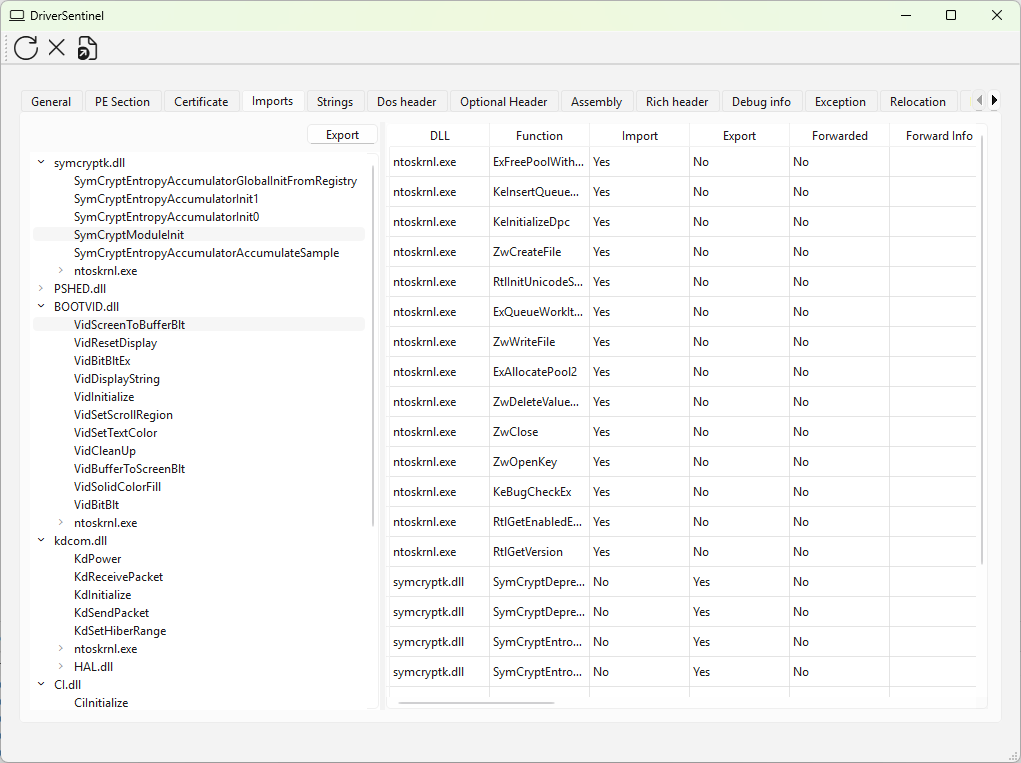 DriverSentinel
General PE Section Certificate Imports Strings Dos header Optional Header Assembly Rich header Debug info Exception Relocation
Export
symcryptk.dll
SymCryptEntropyAccumulatorGlobalInitFromRegistry
SymCryptEntropyAccumulatorInit1
SymCryptEntropyAccumulatorInit0
SymCryptModuleInit
SymCryptEntropyAccumulatorAccumulateSample
ntoskrnl.exe
PSHED.dll
BOOTVID.dll
VidScreenToBufferBlt
VidResetDisplay
VidBitBltEx
VidDisplayString
VidInitialize
VidSetScrollRegion
VidSetTextColor
VidCleanUp
VidBufferToScreenBlt
VidSolidColorFill
VidBitBlt
ntoskrnl.exe
kdcom.dll
KdPower
KdReceivePacket
KdInitialize
KdSendPacket
KdSetHiberRange
ntoskrnl.exe
HAL.dll
CI.dll
CiInitialize
DLL Function Import Export Forwarded Forward Info
ntoskrnl.exe ExFreePoolWith... Yes No No
ntoskrnl.exe KeInsertQueue... Yes No No
ntoskrnl.exe KeInitializeDpc Yes No No
ntoskrnl.exe ZwCreateFile Yes No No
ntoskrnl.exe RtlInitUnicodeS... Yes No No
ntoskrnl.exe ExQueueWorkIt... Yes No No
ntoskrnl.exe ZwWriteFile Yes No No
ntoskrnl.exe ExAllocatePool2 Yes No No
ntoskrnl.exe ZwDeleteValue... Yes No No
ntoskrnl.exe ZwClose Yes No No
ntoskrnl.exe ZwOpenKey Yes No No
ntoskrnl.exe KeBugCheckEx Yes No No
ntoskrnl.exe RtlGetEnabledE... Yes No No
ntoskrnl.exe RtlGetVersion Yes No No
symcryptk.dll SymCryptDepre... No Yes No
symcryptk.dll SymCryptDepre... No Yes No
symcryptk.dll SymCryptEntro... No Yes No
symcryptk.dll SymCryptEntro... No Yes No